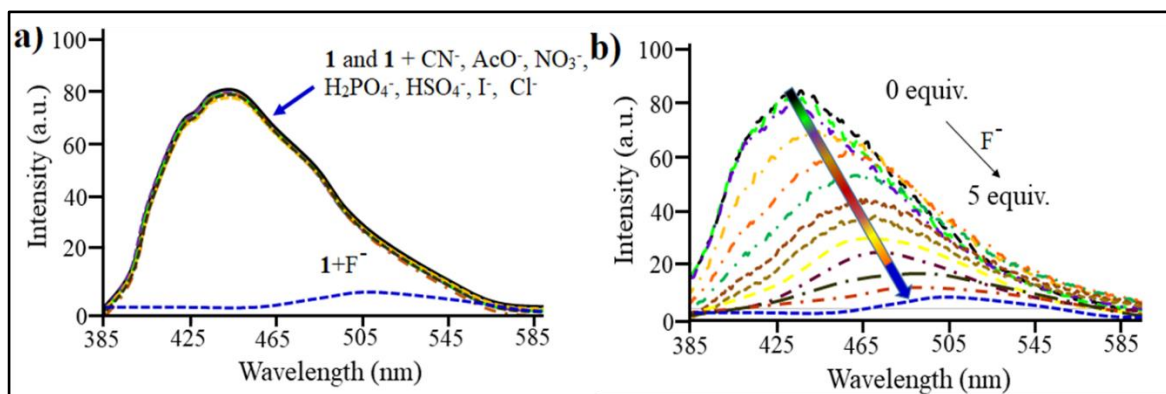 a)
100
80
60
40
20
0
Intensity (a.u.)
1 and 1 + CN⁻, AcO⁻, NO₃⁻,
H₂PO₄⁻, HSO₄⁻, I⁻, Cl⁻
1+F⁻
385 425 465 505 545 585
Wavelength (nm)
b)
100
80
60
40
20
0
Intensity (a.u.)
0 equiv.
F⁻
5 equiv.
385 425 465 505 545 585
Wavelength (nm)